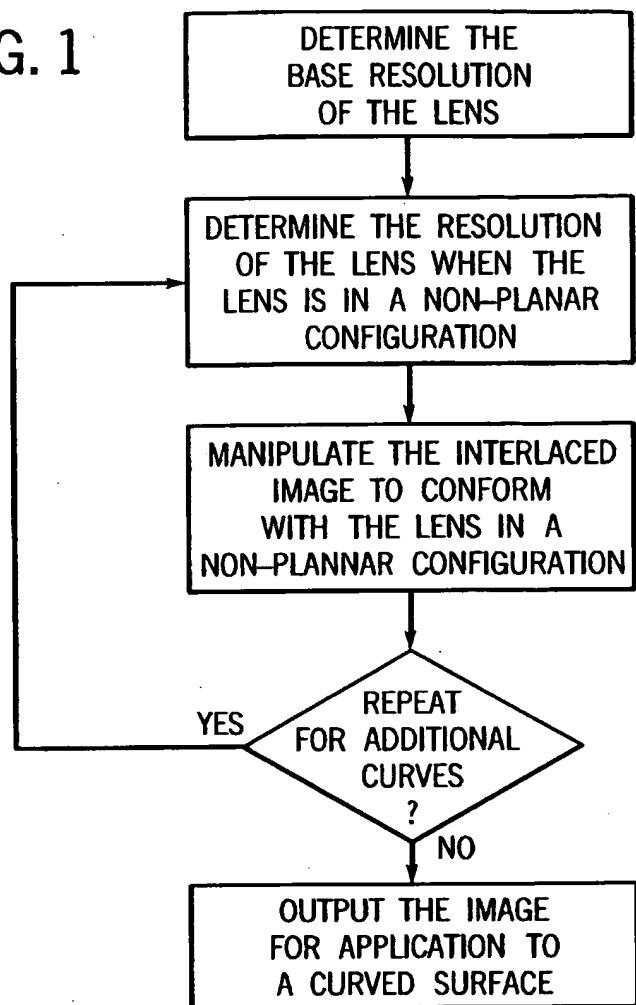 G. 1
DETERMINE THE
BASE RESOLUTION
OF THE LENS
DETERMINE THE RESOLUTION
OF THE LENS WHEN THE
LENS IS IN A NON-PLANAR
CONFIGURATION
MANIPULATE THE INTERLACED
IMAGE TO CONFORM
WITH THE LENS IN A
NON-PLANNAR CONFIGURATION
YES
REPEAT
FOR ADDITIONAL
CURVES
?
NO
OUTPUT THE IMAGE
FOR APPLICATION TO
A CURVED SURFACE